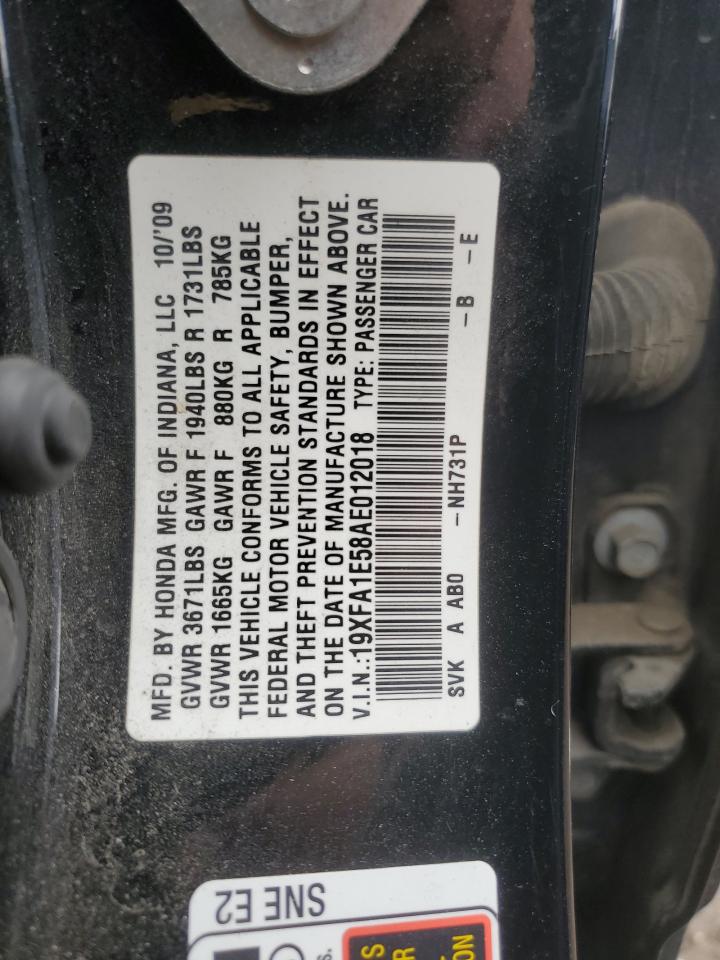 MFD. BY HONDA MFG. OF INDIANA, LLC 10/'09
GVWR 3671LBS GAWR F 1940LBS R 1731LBS
GVWR 1665KG GAWR F 880KG R 785KG
THIS VEHICLE CONFORMS TO ALL APPLICABLE
FEDERAL MOTOR VEHICLE SAFETY, BUMPER,
AND THEFT PREVENTION STANDARDS IN EFFECT
ON THE DATE OF MANUFACTURE SHOWN ABOVE.
V.I.N.:19XFA1E58AE012018 TYPE: PASSENGER CAR
SVK A AB0 -NH731P -B -E
SNE E2